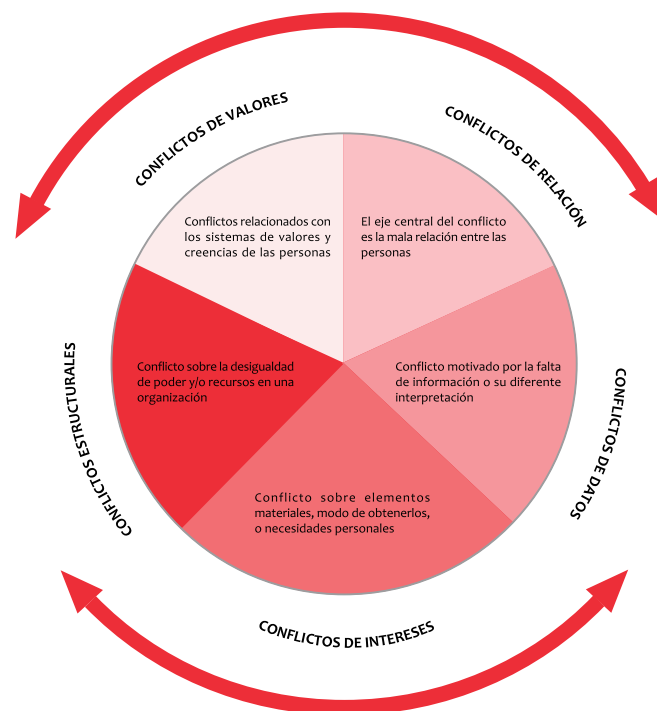 CONFLICTOS DE VALORES
CONFLICTOS DE RELACIÓN
Conflictos relacionados con
los sistemas de valores y
creencias de las personas
El eje central del conflicto
es la mala relación entre las
personas
Conflicto sobre la desigualdad
de poder y/o recursos en una
organización
Conflicto motivado por la falta
de información o su diferente
interpretación
CONFLICTOS ESTRUCTURALES
CONFLICTOS DE DATOS
Conflicto sobre elementos
materiales, modo de obtenerlos,
o necesidades personales
CONFLICTOS DE INTERESES